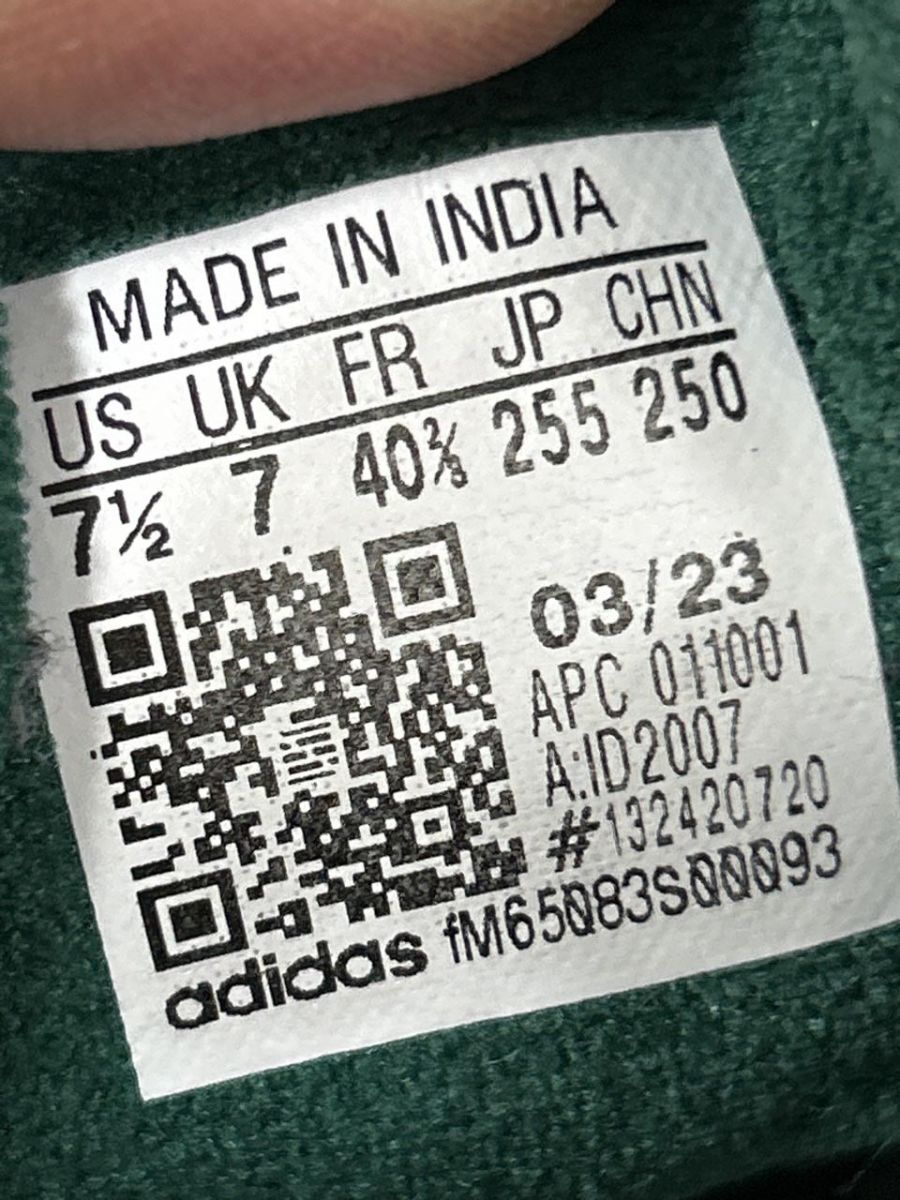 MADE IN INDIA
US UK FR JP CHN
7½ 7 40⅔ 255 250
03/23
APC 011001
A:ID2007
#132420720
adidas fM65083S00093